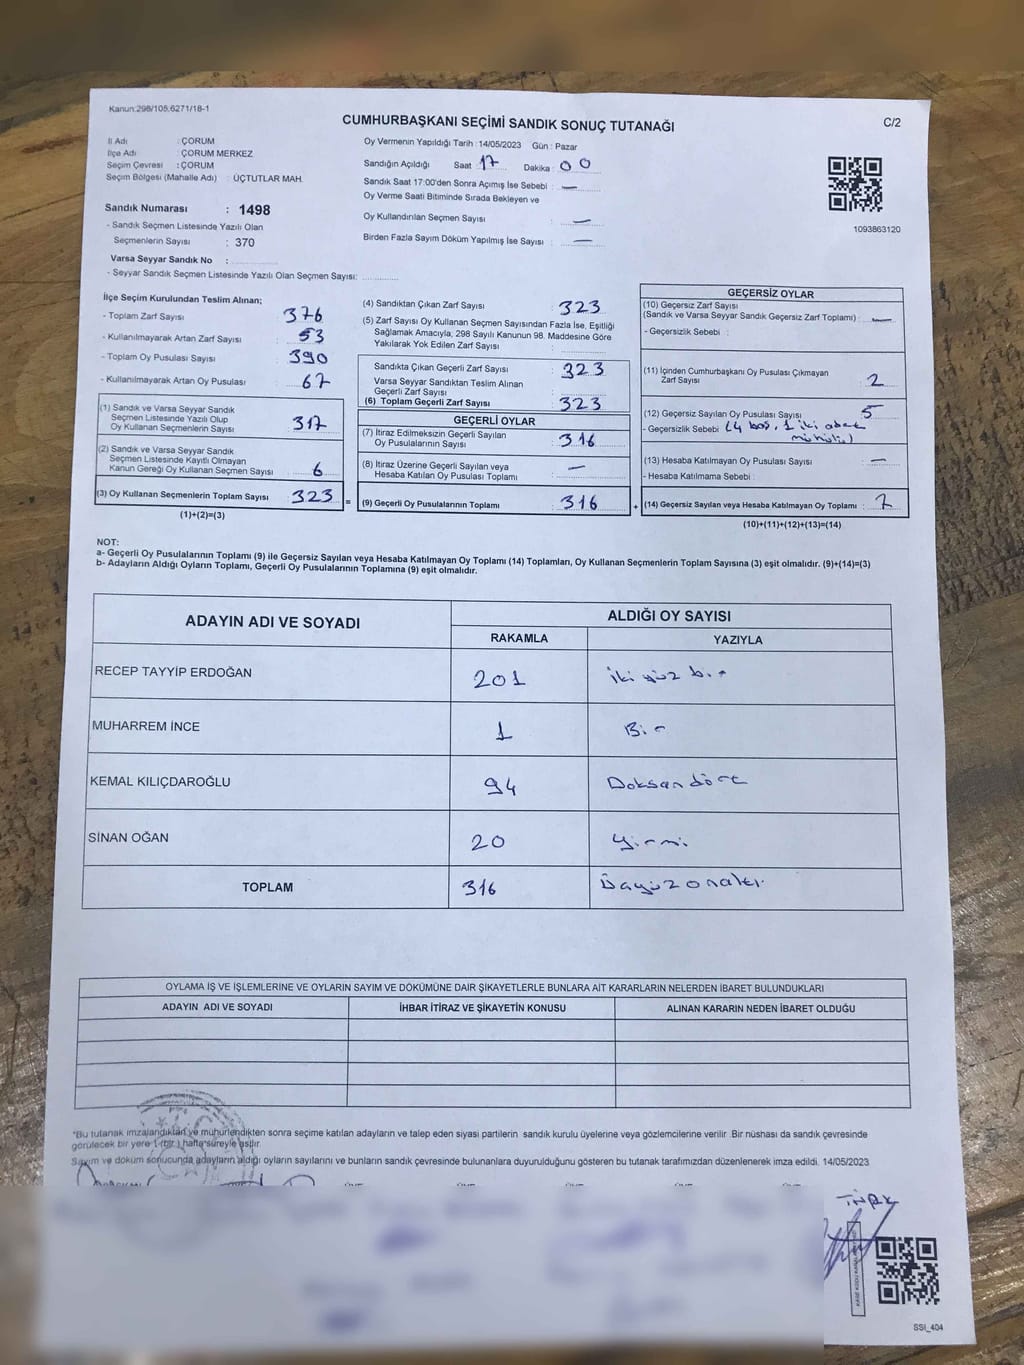 Kanun:298/105,6271/18-1
CUMHURBAŞKANI SEÇİMİ SANDIK SONUÇ TUTANAĞI
C/2
İl Adı : ÇORUM
İlçe Adı : ÇORUM MERKEZ
Seçim Çevresi : ÇORUM
Seçim Bölgesi (Mahalle Adı) : ÜÇTUTLAR MAH.
Sandık Numarası : 1498
- Sandık Seçmen Listesinde Yazılı Olan
Seçmenlerin Sayısı : 370
Varsa Seyyar Sandık No :
- Seyyar Sandık Seçmen Listesinde Yazılı Olan Seçmen Sayısı:
Oy Vermenin Yapıldığı Tarih : 14/05/2023 Gün : Pazar
Sandığın Açıldığı Saat 17 Dakika : 00
Sandık Saat 17:00'den Sonra Açımış İse Sebebi : —
Oy Verme Saati Bitiminde Sırada Bekleyen ve
Oy Kullandırılan Seçmen Sayısı : —
Birden Fazla Sayım Döküm Yapılmış İse Sayısı : —
1093863120
İlçe Seçim Kurulundan Teslim Alınan;
- Toplam Zarf Sayısı : 376
- Kullanılmayarak Artan Zarf Sayısı : 53
- Toplam Oy Pusulası Sayısı : 390
- Kullanılmayarak Artan Oy Pusulası : 67
(1) Sandık ve Varsa Seyyar Sandık
Seçmen Listesinde Yazılı Olup
Oy Kullanan Seçmenlerin Sayısı : 317
(2) Sandık ve Varsa Seyyar Sandık
Seçmen Listesinde Kayıtlı Olmayan
Kanun Gereği Oy Kullanan Seçmen Sayısı : 6
(3) Oy Kullanan Seçmenlerin Toplam Sayısı : 323 =
(1)+(2)=(3)
(4) Sandıktan Çıkan Zarf Sayısı : 323
(5) Zarf Sayısı Oy Kullanan Seçmen Sayısından Fazla İse, Eşitliği
Sağlamak Amacıyla, 298 Sayılı Kanunun 98. Maddesine Göre
Yakılarak Yok Edilen Zarf Sayısı :
Sandıkta Çıkan Geçerli Zarf Sayısı : 323
Varsa Seyyar Sandıktan Teslim Alınan
Geçerli Zarf Sayısı :
(6) Toplam Geçerli Zarf Sayısı : 323
GEÇERLİ OYLAR
(7) İtiraz Edilmeksizin Geçerli Sayılan
Oy Pusulalarının Sayısı : 316
(8) İtiraz Üzerine Geçerli Sayılan veya
Hesaba Katılan Oy Pusulası Toplamı : —
(9) Geçerli Oy Pusulalarının Toplamı : 316 +
GEÇERSİZ OYLAR
(10) Geçersiz Zarf Sayısı
(Sandık ve Varsa Seyyar Sandık Geçersiz Zarf Toplamı) : —
- Geçersizlik Sebebi :
(11) İçinden Cumhurbaşkanı Oy Pusulası Çıkmayan
Zarf Sayısı : 2
(12) Geçersiz Sayılan Oy Pusulası Sayısı : 5
- Geçersizlik Sebebi (4 boş, 1 iki adet
mühürlü)
(13) Hesaba Katılmayan Oy Pusulası Sayısı : —
- Hesaba Katılmama Sebebi :
(14) Geçersiz Sayılan veya Hesaba Katılmayan Oy Toplamı : 7
(10)+(11)+(12)+(13)=(14)
NOT:
a- Geçerli Oy Pusulalarının Toplamı (9) ile Geçersiz Sayılan veya Hesaba Katılmayan Oy Toplamı (14) Toplamları, Oy Kullanan Seçmenlerin Toplam Sayısına (3) eşit olmalıdır. (9)+(14)=(3)
b- Adayların Aldığı Oyların Toplamı, Geçerli Oy Pusulalarının Toplamına (9) eşit olmalıdır.
ADAYIN ADI VE SOYADI ALDIĞI OY SAYISI
RAKAMLA YAZIYLA
RECEP TAYYİP ERDOĞAN 201 iki yüz bir
MUHARREM İNCE 1 Bir
KEMAL KILIÇDAROĞLU 94 Doksan dört
SİNAN OĞAN 20 Yirmi
TOPLAM 316 Üçyüz onaltı
OYLAMA İŞ VE İŞLEMLERİNE VE OYLARIN SAYIM VE DÖKÜMÜNE DAİR ŞİKAYETLERLE BUNLARA AİT KARARLARIN NELERDEN İBARET BULUNDUKLARI
ADAYIN ADI VE SOYADI İHBAR İTİRAZ VE ŞİKAYETİN KONUSU ALINAN KARARIN NEDEN İBARET OLDUĞU
*Bu tutanak imzalandıktan ve mühürlendikten sonra seçime katılan adayların ve talep eden siyasi partilerin sandık kurulu üyelerine veya gözlemcilerine verilir .Bir nüshası da sandık çevresinde
görülecek bir yere 1 (bir ) hafta süreyle asılır.
Sayım ve döküm sonucunda adayların aldığı oyların sayılarını ve bunların sandık çevresinde bulunanlara duyurulduğunu gösteren bu tutanak tarafımızdan düzenlenerek imza edildi. 14/05/2023
SSI_404